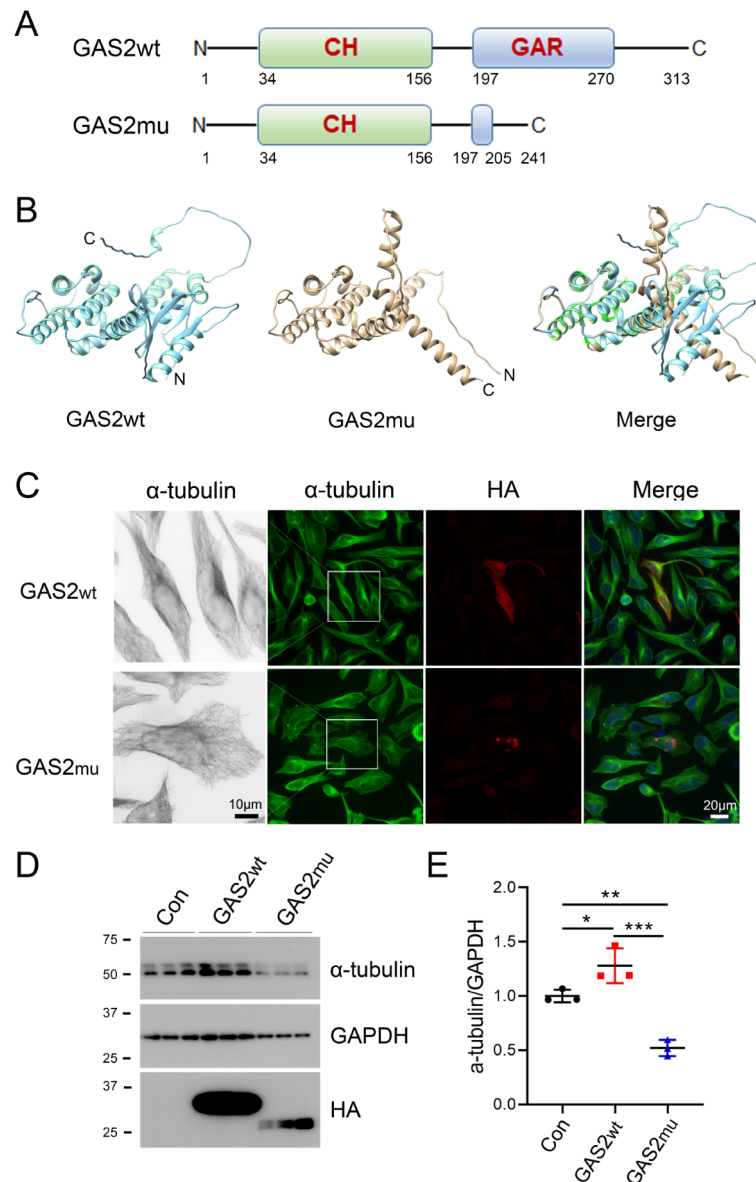 A
GAS2wt N CH GAR C
1 34 156 197 270 313
GAS2mu N CH C
1 34 156 197 205 241
B
C
N
GAS2wt
N
C
GAS2mu
Merge
C
α-tubulin α-tubulin HA Merge
GAS2wt
GAS2mu
10μm
20μm
D
Con GAS2wt GAS2mu
75
50
α-tubulin
37
25
GAPDH
37
25
HA
E
a-tubulin/GAPDH
2.0
1.5
1.0
0.5
0.0
**
* ***
Con GAS2wt GAS2mu